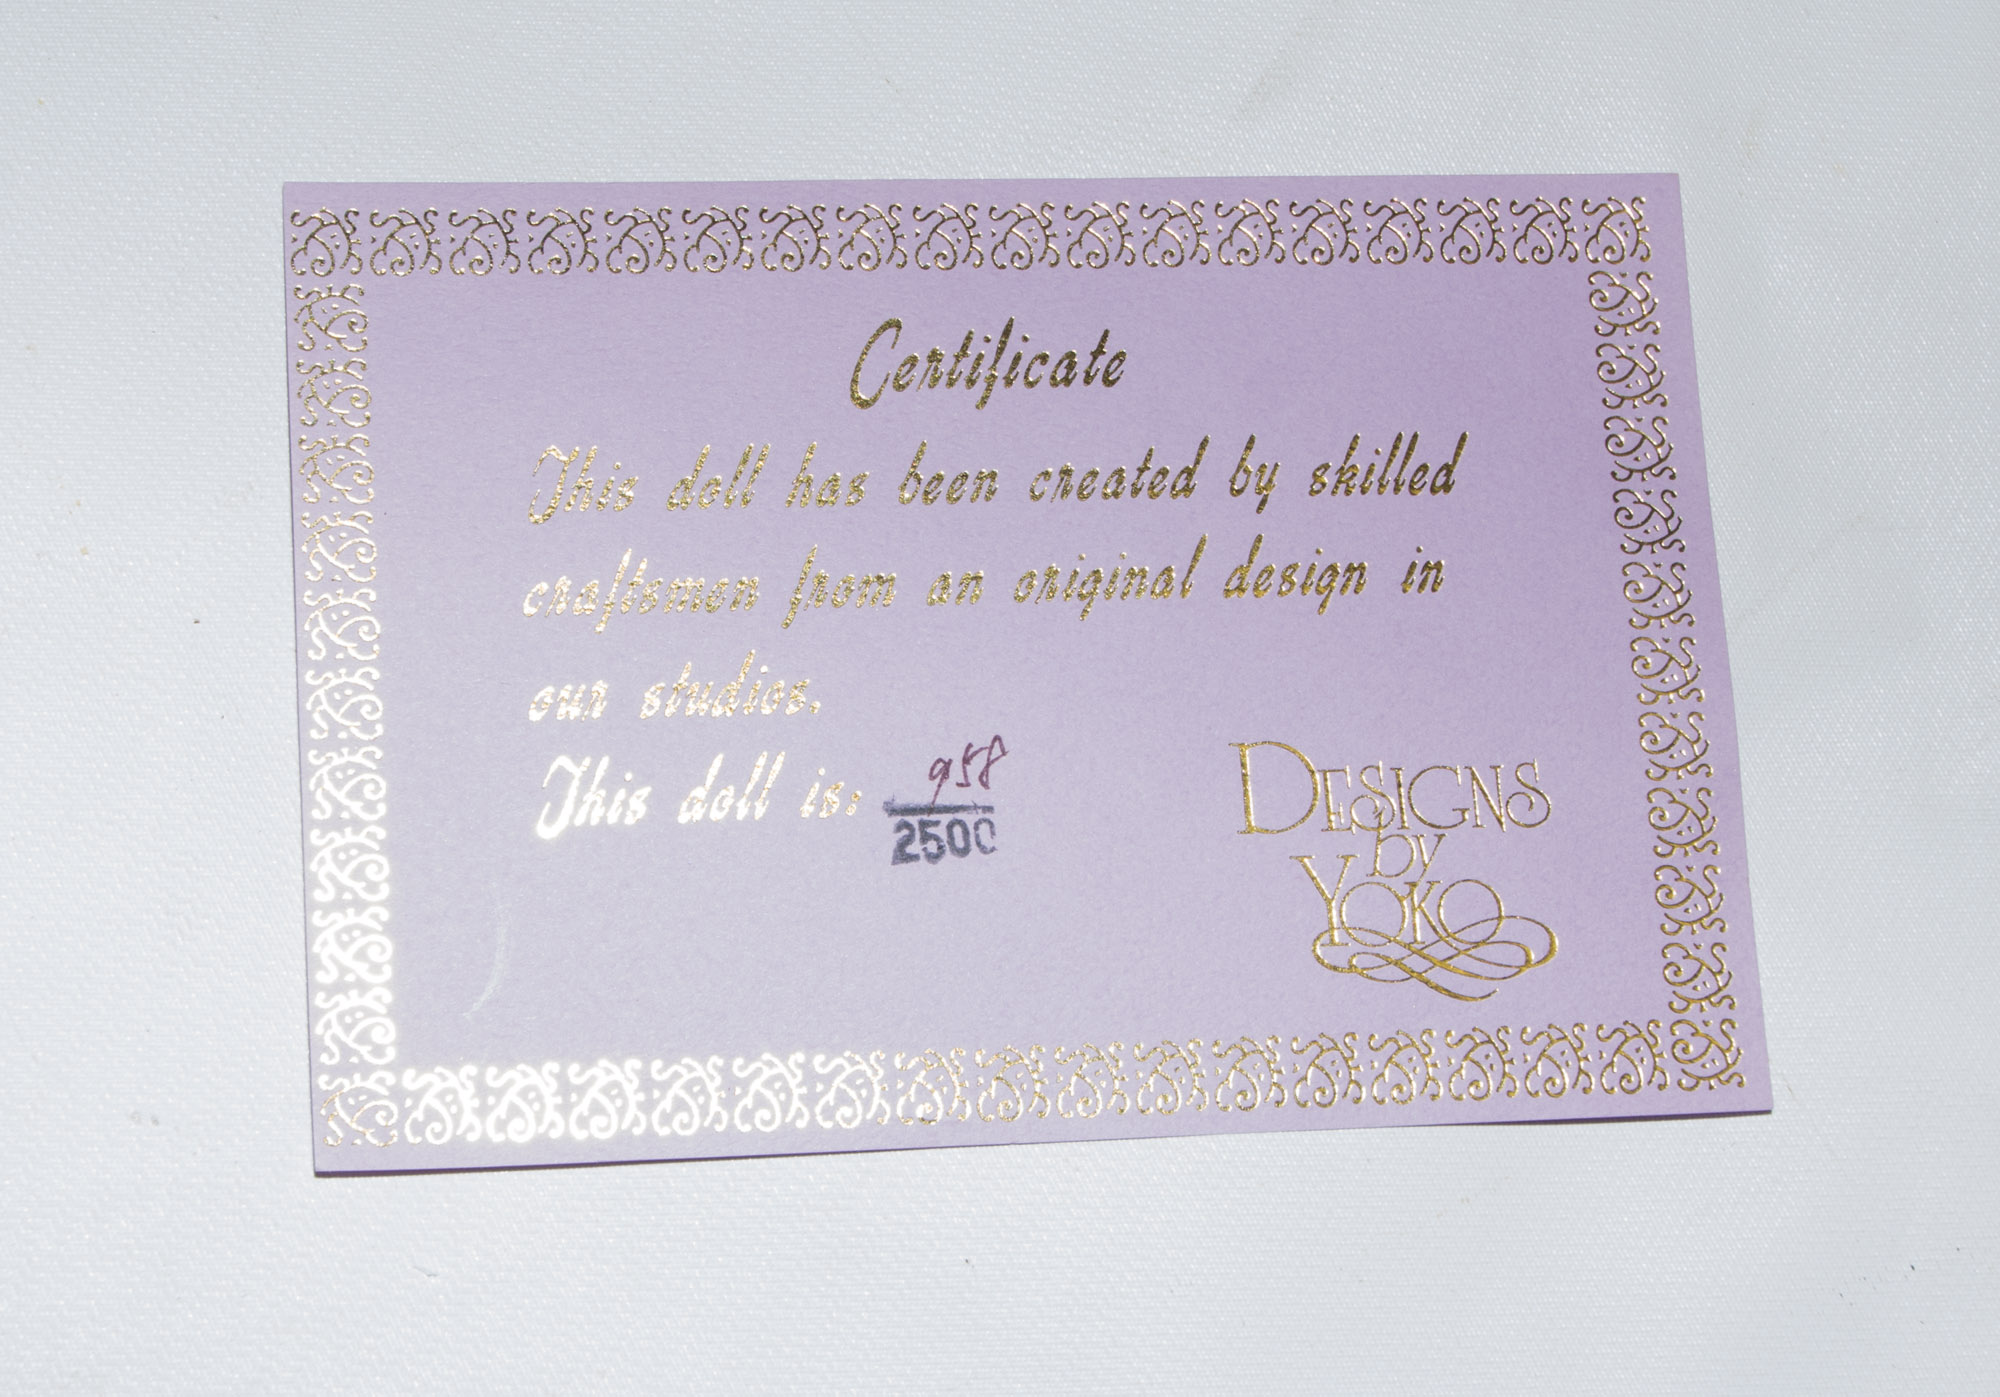 Certificate
This doll has been created by skilled
craftsmen from an original design in
our studios.
This doll is: 958
2500
DESIGNS
by
YOKO